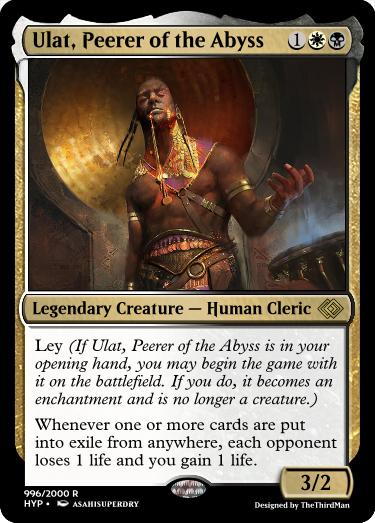 Ulat, Peerer of the Abyss 1
Legendary Creature — Human Cleric
Ley (If Ulat, Peerer of the Abyss is in your
opening hand, you may begin the game with
it on the battlefield. If you do, it becomes an
enchantment and is no longer a creature.)
Whenever one or more cards are put
into exile from anywhere, each opponent
loses 1 life and you gain 1 life.
3/2
996/2000 R
HYP • ASAHISUPERDRY
Designed by TheThirdMan